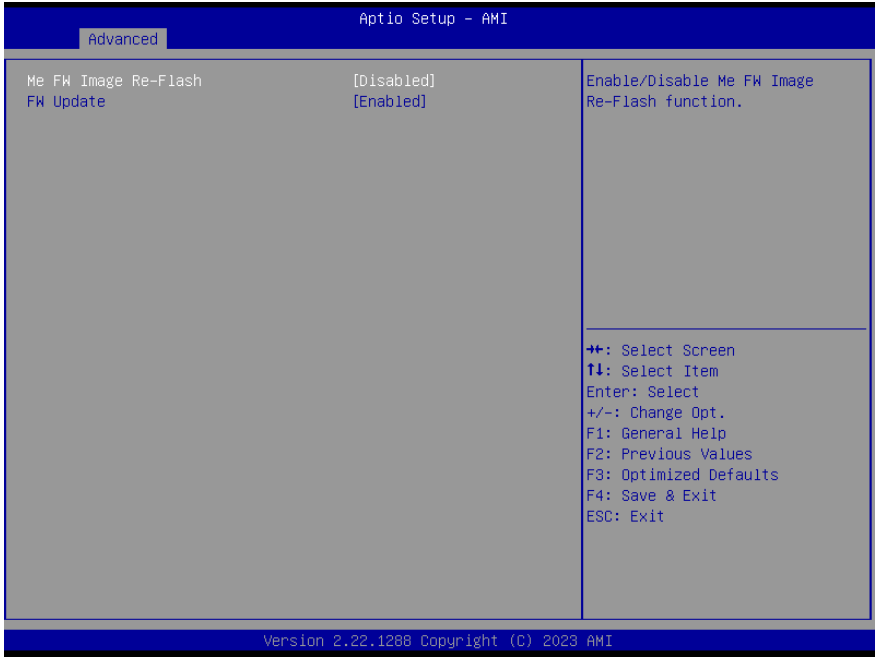 Aptio Setup – AMI
Advanced
Me FW Image Re–Flash [Disabled]
FW Update [Enabled]
Enable/Disable Me FW Image
Re–Flash function.
→←: Select Screen
↑↓: Select Item
Enter: Select
+/–: Change Opt.
F1: General Help
F2: Previous Values
F3: Optimized Defaults
F4: Save & Exit
ESC: Exit
Version 2.22.1288 Copyright (C) 2023 AMI